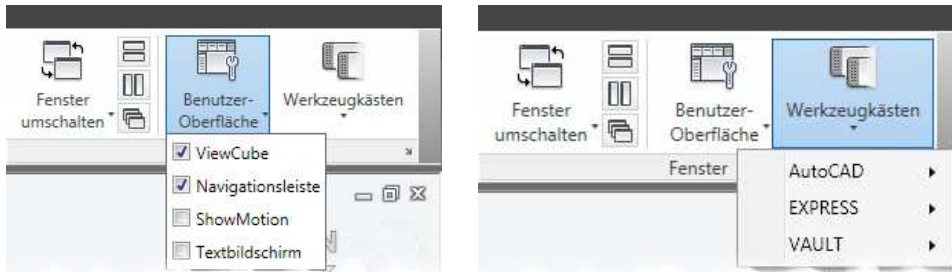 Fenster
umschalten
Benutzer-
Oberfläche
Werkzeugkästen
ViewCube
Navigationsleiste
ShowMotion
Textbildschirm
Fenster
umschalten
Benutzer-
Oberfläche
Werkzeugkästen
Fenster
AutoCAD
EXPRESS
VAULT